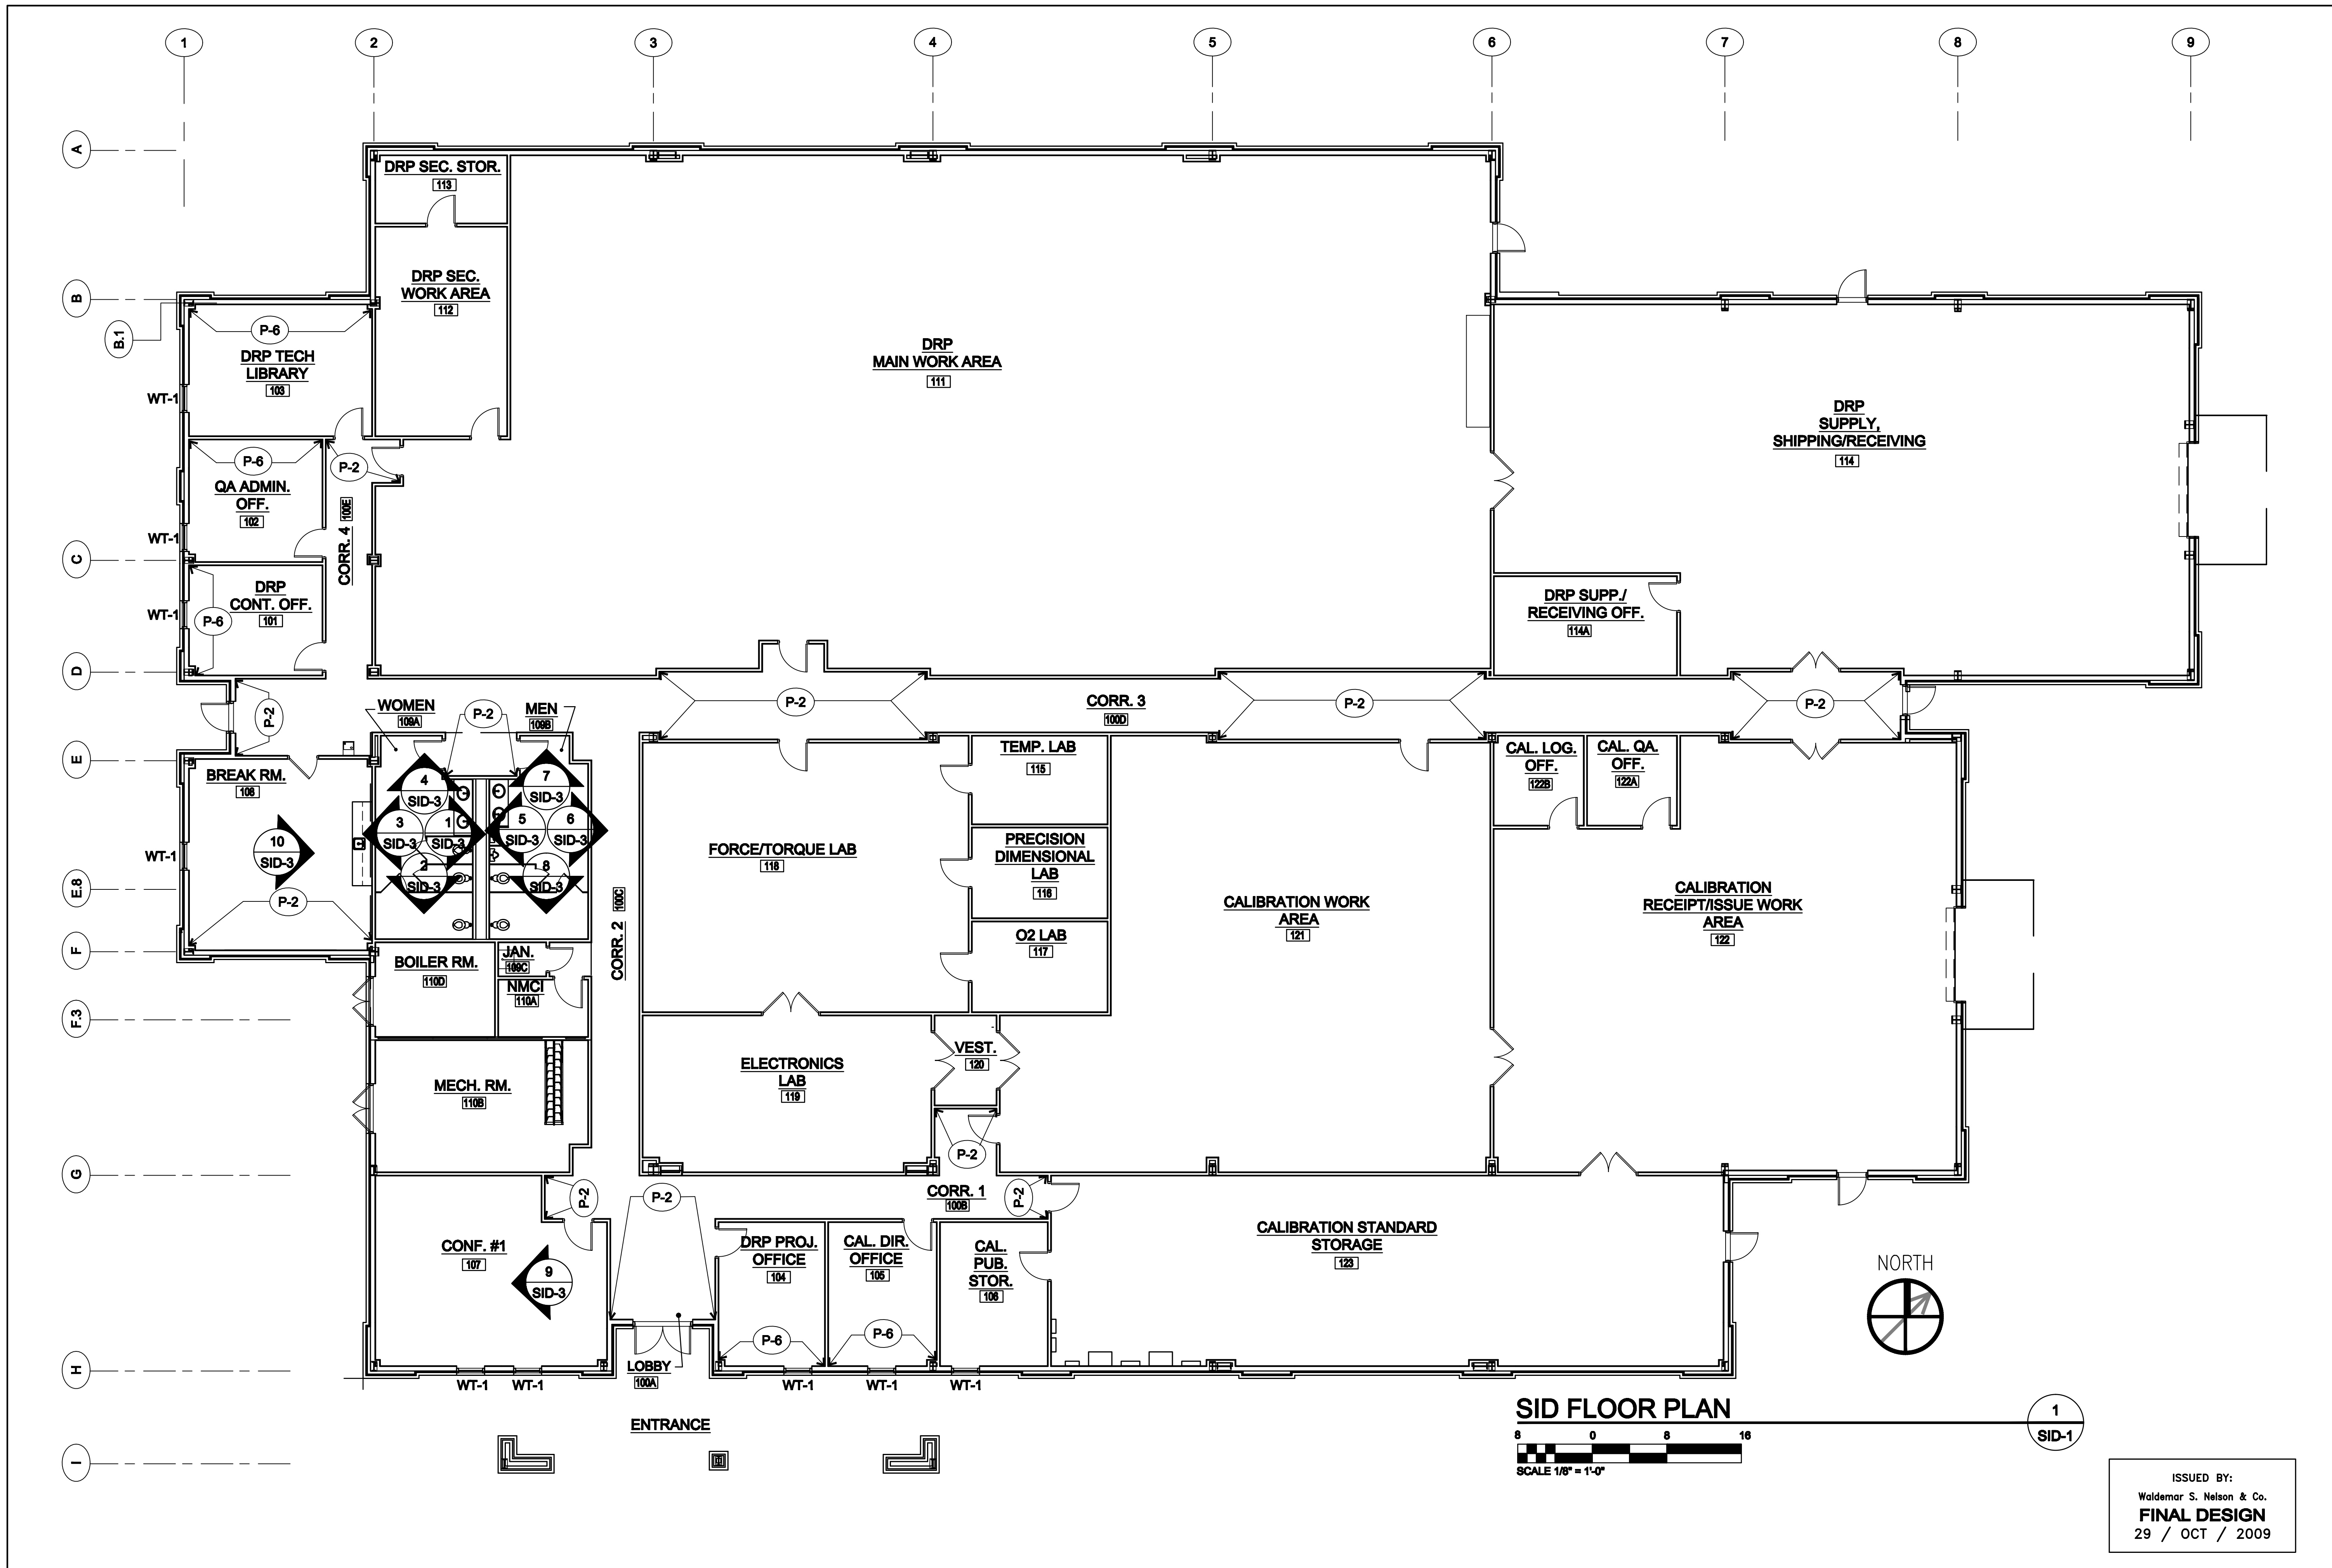 1
2
3
4
5
6
7
8
9
A
B
B.1
C
D
E
E.8
F
F.3
G
H
I
DRP SEC. STOR.
113
DRP SEC.
WORK AREA
112
P-6
DRP TECH
LIBRARY
103
WT-1
DRP
MAIN WORK AREA
111
DRP
SUPPLY,
SHIPPING/RECEIVING
114
P-6
P-2
QA ADMIN.
OFF.
102
WT-1
CORR. 4 100E
DRP
CONT. OFF.
101
P-6
WT-1
DRP SUPP./
RECEIVING OFF.
114A
P-2
WOMEN
109A
P-2
MEN
109B
P-2
CORR. 3
100D
P-2
P-2
BREAK RM.
108
10
SID-3
WT-1
P-2
C
4
SID-3
3
SID-3
1
SID-3
2
SID-3
7
SID-3
5
SID-3
6
SID-3
8
SID-3
TEMP. LAB
115
CAL. LOG.
OFF.
122B
CAL. QA.
OFF.
122A
FORCE/TORQUE LAB
118
PRECISION
DIMENSIONAL
LAB
116
O2 LAB
117
CALIBRATION WORK
AREA
121
CALIBRATION
RECEIPT/ISSUE WORK
AREA
122
CORR. 2 100C
BOILER RM.
110D
JAN.
109C
NMCI
110A
MECH. RM.
110B
ELECTRONICS
LAB
119
VEST.
120
P-2
P-2
P-2
CORR. 1
100B
P-2
CONF. #1
107
9
SID-3
DRP PROJ.
OFFICE
104
P-6
CAL. DIR.
OFFICE
105
P-6
CAL.
PUB.
STOR.
106
CALIBRATION STANDARD
STORAGE
123
NORTH
LOBBY
100A
WT-1
WT-1
WT-1
WT-1
WT-1
ENTRANCE
SID FLOOR PLAN
1
SID-1
8 0 8 16
SCALE 1/8" = 1'-0"
ISSUED BY:
Waldemar S. Nelson & Co.
FINAL DESIGN
29 / OCT / 2009